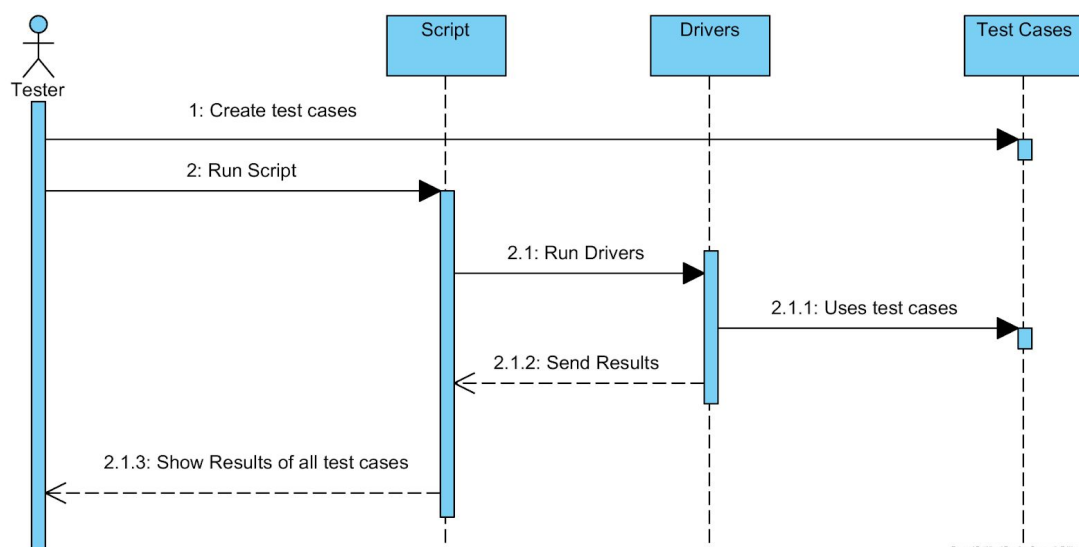 Script
Drivers
Test Cases
Tester
1: Create test cases
2: Run Script
2.1: Run Drivers
2.1.1: Uses test cases
2.1.2: Send Results
2.1.3: Show Results of all test cases